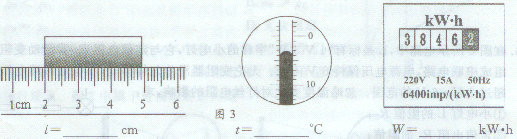 kW·h
3 8 4 6 2
220V 15A 50Hz
6400imp/(kW·h)
0
10
1cm 2 3 4 5 6
图 3
l= cm
t= °C
W= kW·h